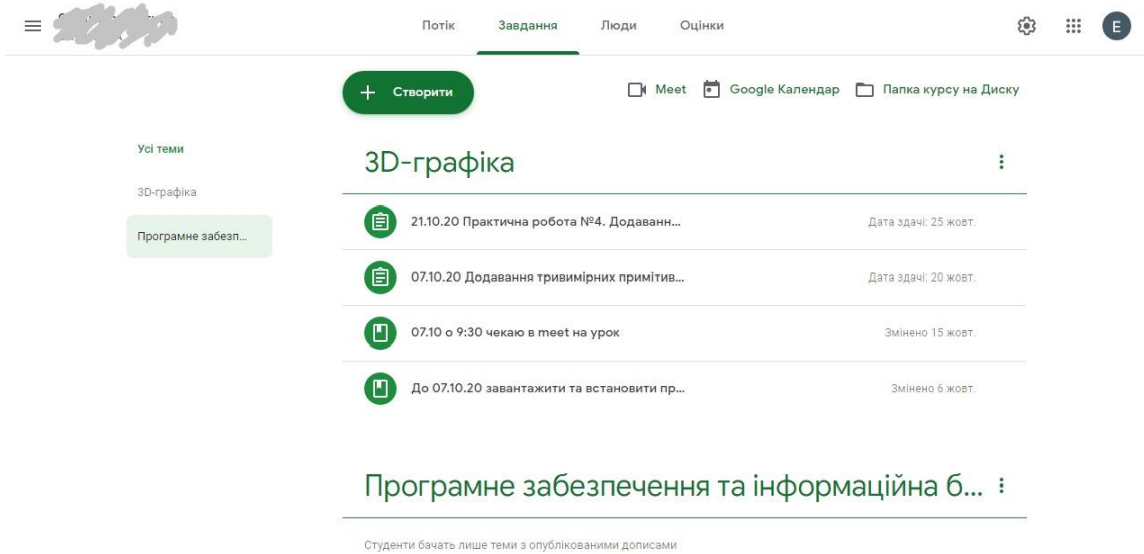 Потік Завдання Люди Оцінки
E
Створити
Meet Google Календар Папка курсу на Диску
Усі теми
3D-графіка
Програмне забезп...
3D-графіка
21.10.20 Практична робота №4. Додаванн... Дата здачі: 25 жовт.
07.10.20 Додавання тривимірних примітив... Дата здачі: 20 жовт.
07.10 о 9:30 чекаю в meet на урок Змінено 15 жовт.
До 07.10.20 завантажити та встановити пр... Змінено 6 жовт.
Програмне забезпечення та інформаційна б...
Студенти бачать лише теми з опублікованими дописами